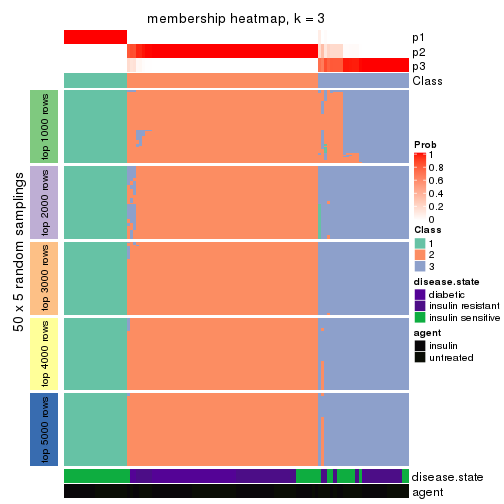 membership heatmap, k = 3
p1
p2
p3
Class
50 x 5 random samplings
top 1000 rows
top 2000 rows
top 3000 rows
top 4000 rows
top 5000 rows
Prob
1
0.8
0.6
0.4
0.2
0
Class
1
2
3
disease.state
diabetic
insulin resistant
insulin sensitive
agent
insulin
untreated
disease.state
agent